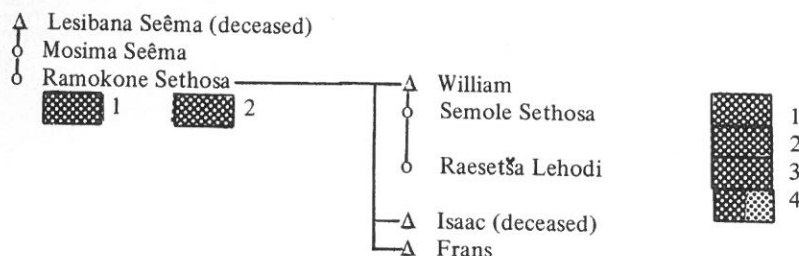 Lesibana Seêma (deceased)
Mosima Seêma
Ramokone Sethosa
1 2
William
Semole Sethosa
Raesetša Lehodi
Isaac (deceased)
Frans
1
2
3
4